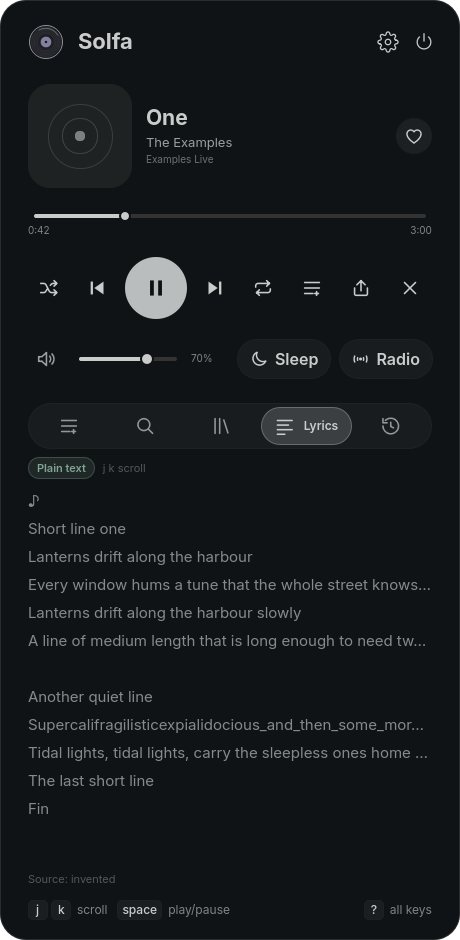 Solfa
One
The Examples
Examples Live
0:42 3:00
70% Sleep Radio
Lyrics
Plain text j k scroll
Short line one
Lanterns drift along the harbour
Every window hums a tune that the whole street knows...
Lanterns drift along the harbour slowly
A line of medium length that is long enough to need tw...
Another quiet line
Supercalifragilisticexpialidocious_and_then_some_mor...
Tidal lights, tidal lights, carry the sleepless ones home ...
The last short line
Fin
Source: invented
j k scroll space play/pause ? all keys